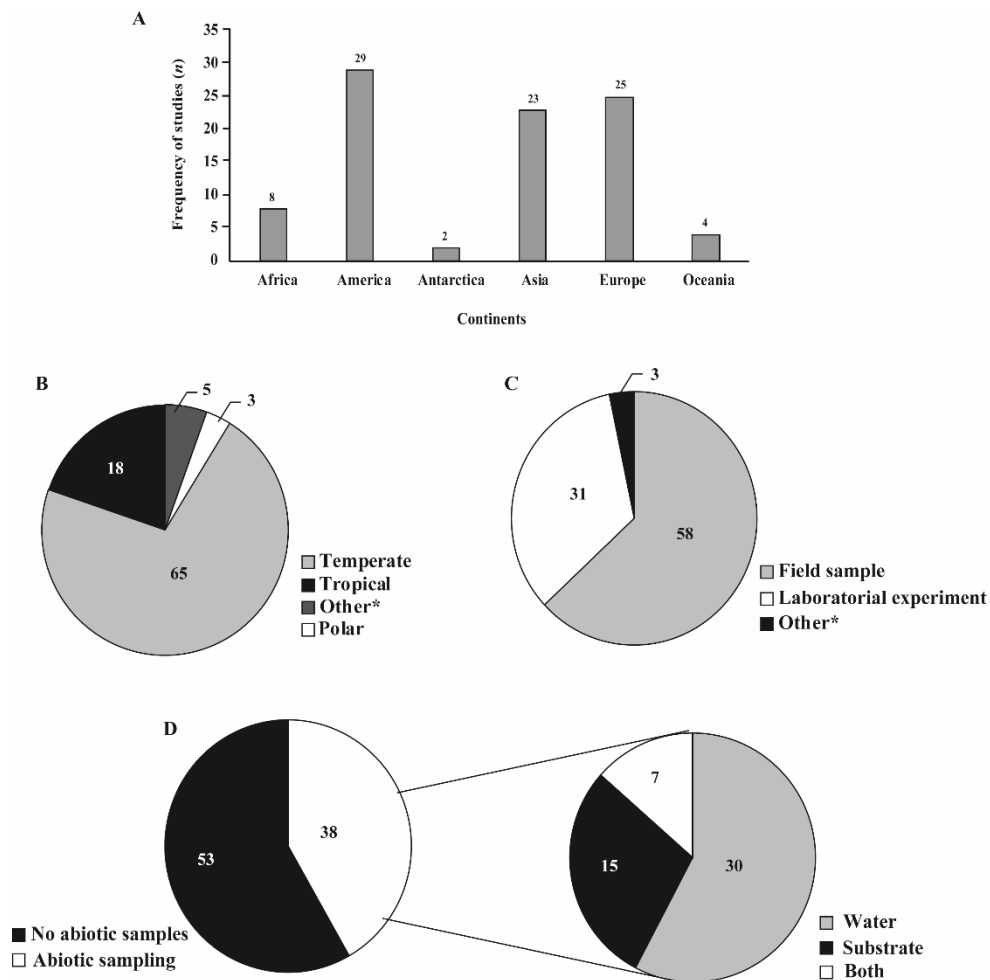 A
Frequency of studies (n)
35
30
25
20
15
10
5
0
8
29
2
23
25
4
Africa America Antarctica Asia Europe Oceania
Continents
B
5
3
18
65
Temperate
Tropical
Other*
Polar
C
3
31
58
Field sample
Laboratorial experiment
Other*
D
53
38
No abiotic samples
Abiotic sampling
7
15
30
Water
Substrate
Both